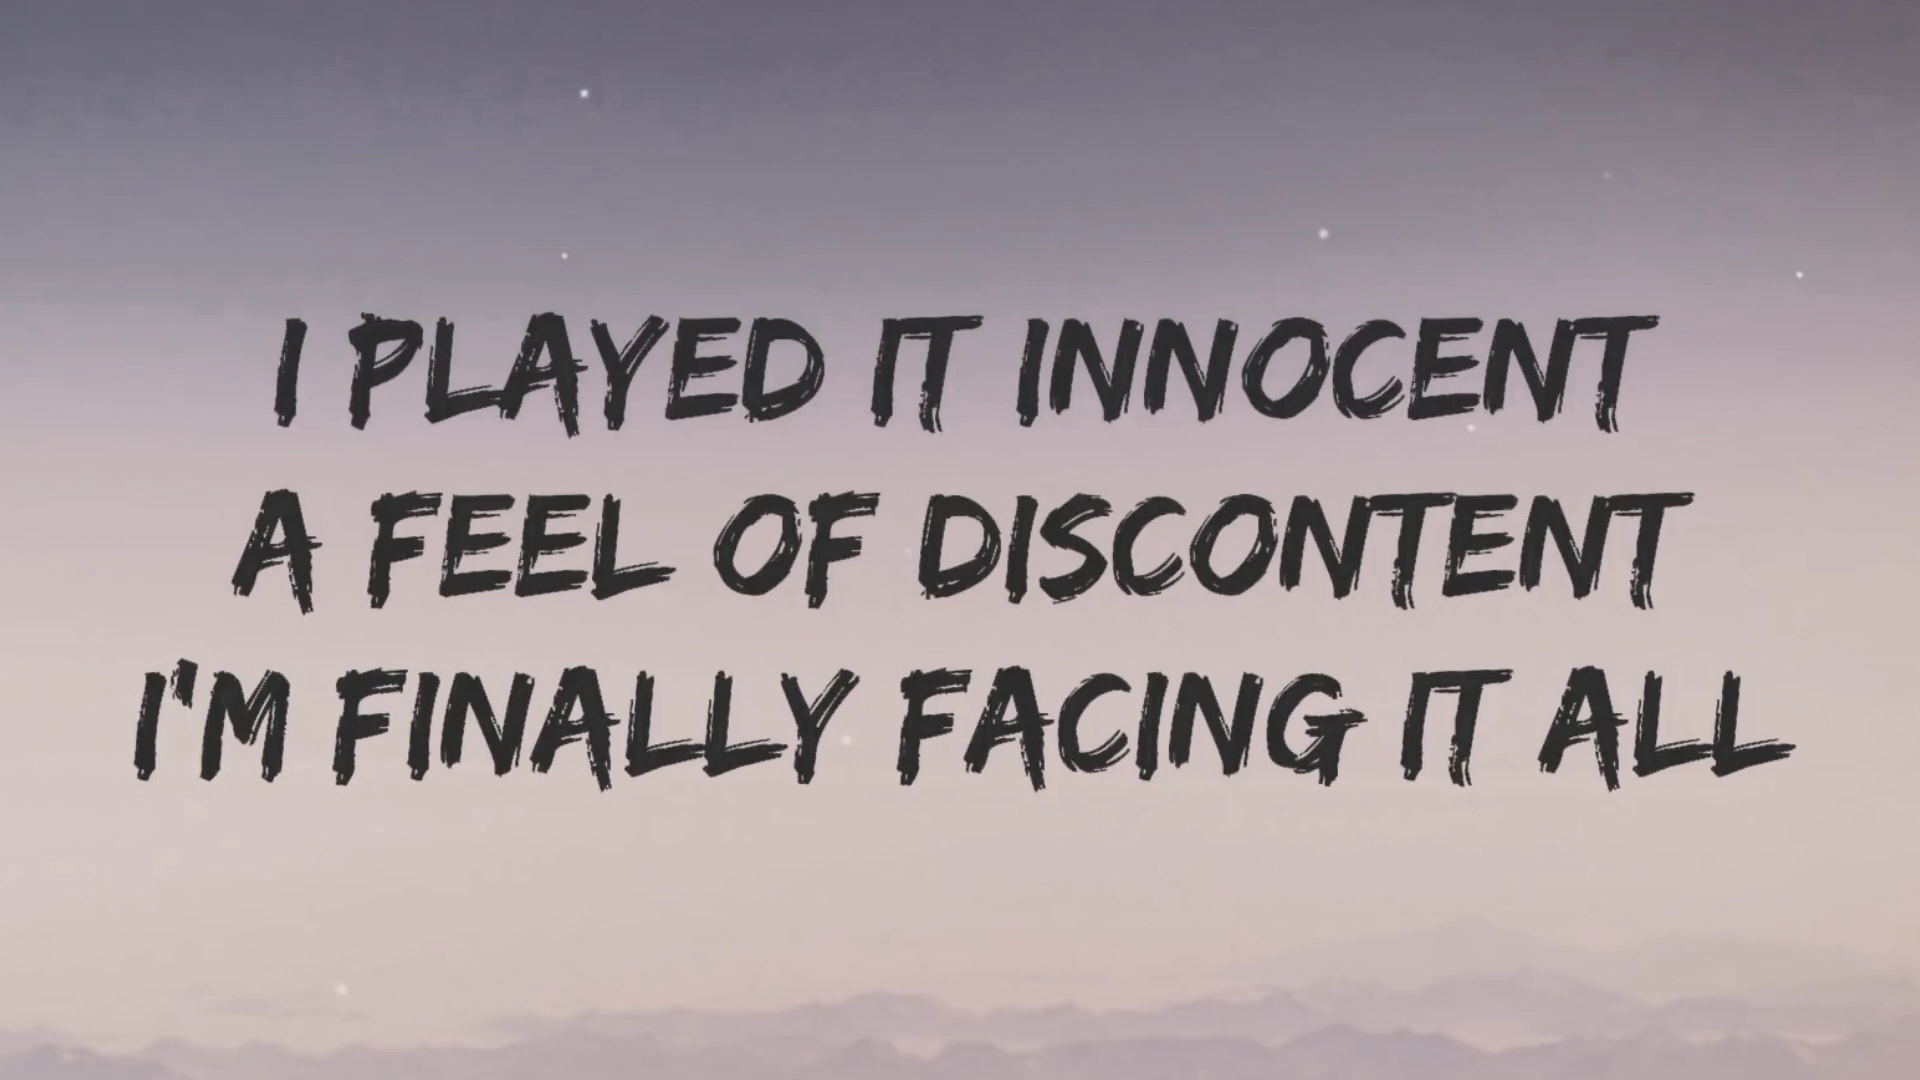 I PLAYED IT INNOCENT
A FEEL OF DISCONTENT
I'M FINALLY FACING IT ALL